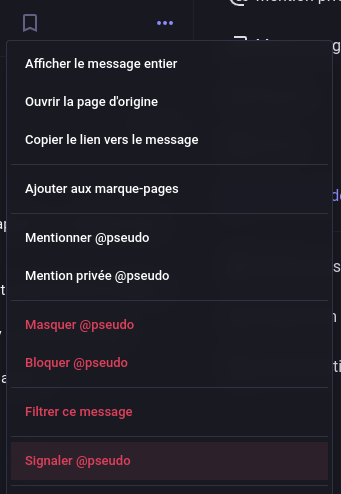 Afficher le message entier
Ouvrir la page d'origine
Copier le lien vers le message
Ajouter aux marque-pages
Mentionner @pseudo
Mention privée @pseudo
Masquer @pseudo
Bloquer @pseudo
Filtrer ce message
Signaler @pseudo